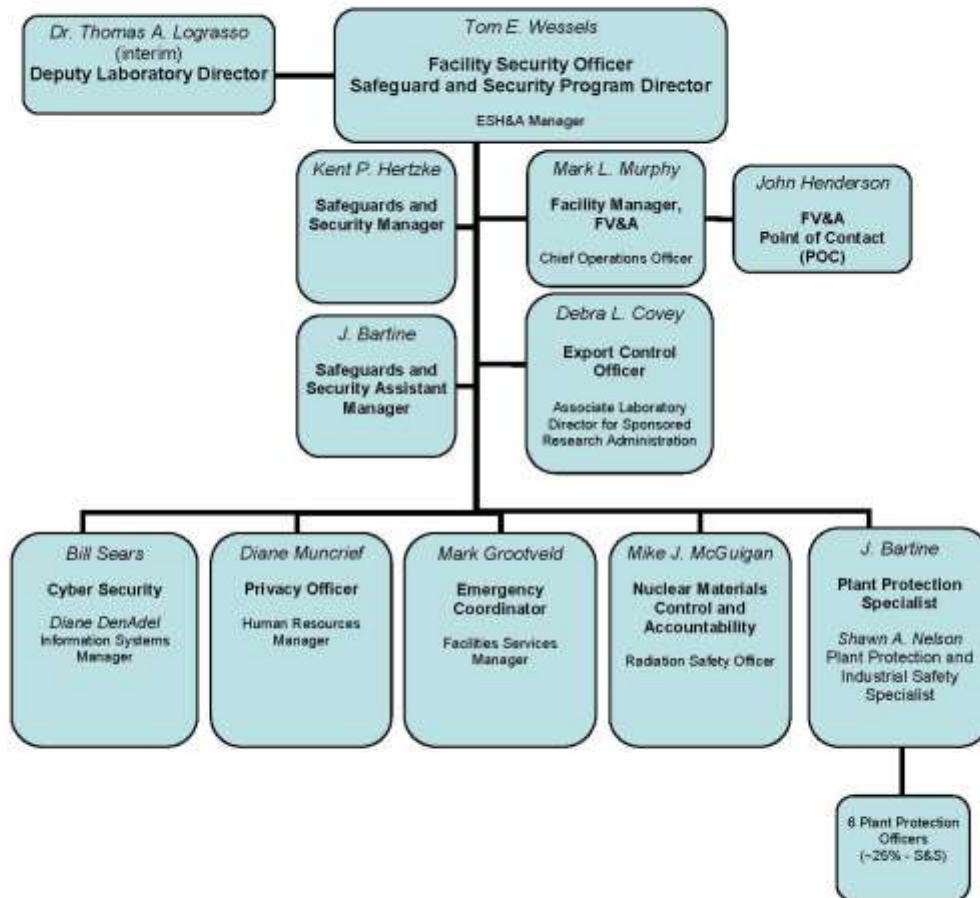 Dr. Thomas A. Lograsso
(interim)
Deputy Laboratory Director
Tom E. Wessels
Facility Security Officer
Safeguard and Security Program Director
ESH&A Manager
Kent P. Hertzke
Safeguards and
Security Manager
Mark L. Murphy
Facility Manager,
FV&A
Chief Operations Officer
John Henderson
FV&A
Point of Contact
(POC)
J. Bartine
Safeguards and
Security Assistant
Manager
Debra L. Covey
Export Control
Officer
Associate Laboratory
Director for Sponsored
Research Administration
Bill Sears
Cyber Security
Diane DenAdel
Information Systems
Manager
Diane Muncrief
Privacy Officer
Human Resources
Manager
Mark Grootveld
Emergency
Coordinator
Facilities Services
Manager
Mike J. McGuigan
Nuclear Materials
Control and
Accountability
Radiation Safety Officer
J. Bartine
Plant Protection
Specialist
Shawn A. Nelson
Plant Protection and
Industrial Safety
Specialist
6 Plant Protection
Officers
(~25% - S&S)